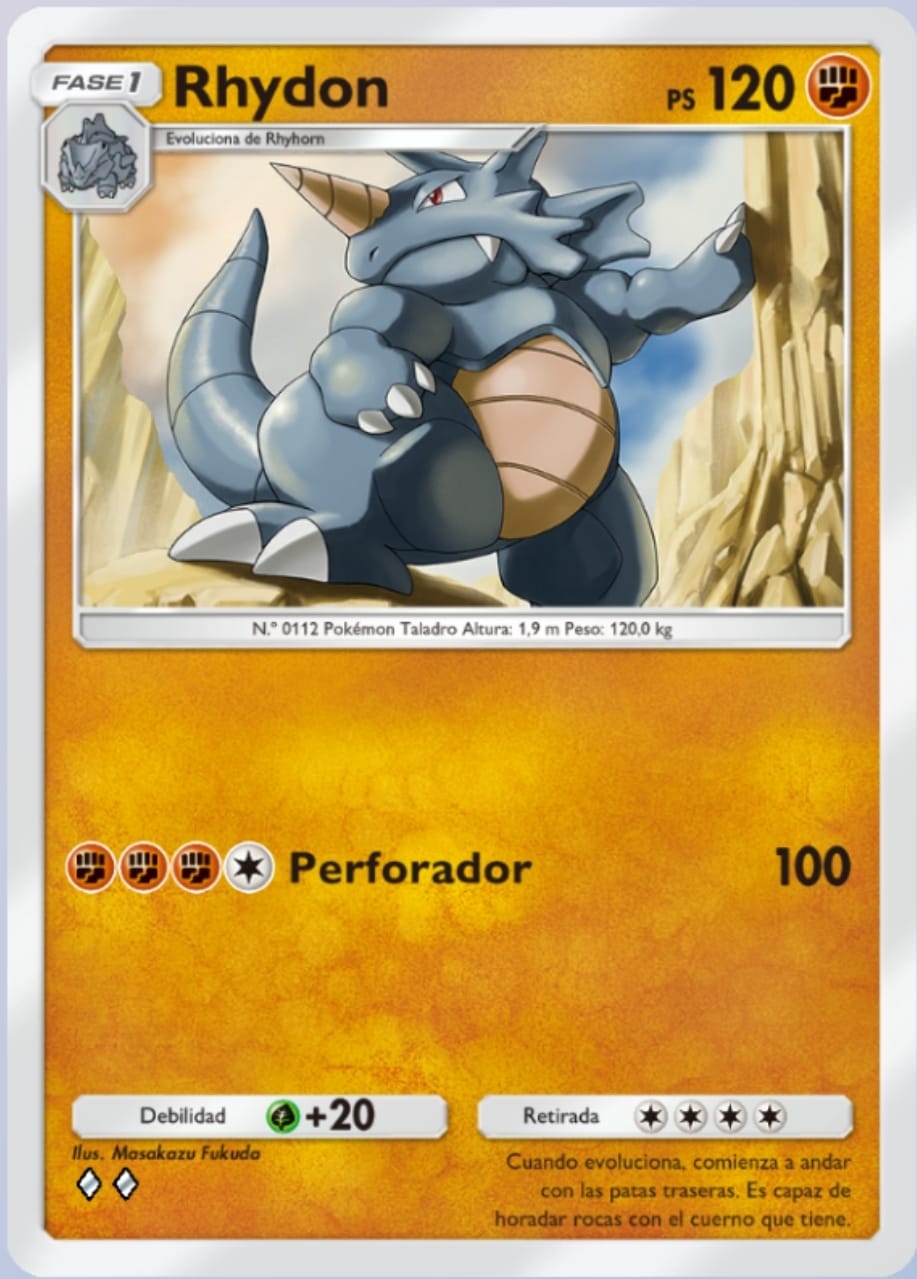 FASE 1 Rhydon PS 120
Evoluciona de Rhyhorn
N.º 0112 Pokémon Taladro Altura: 1,9 m Peso: 120,0 kg
Perforador 100
Debilidad +20 Retirada
Ilus. Masakazu Fukuda
Cuando evoluciona, comienza a andar
con las patas traseras. Es capaz de
horadar rocas con el cuerno que tiene.